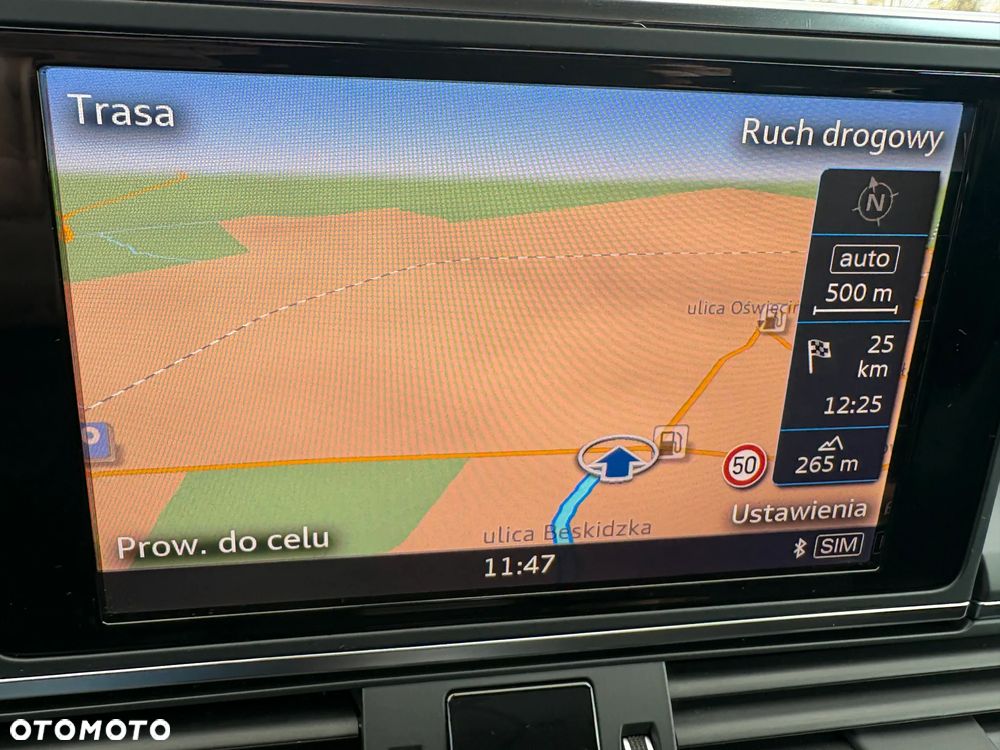 Trasa
Ruch drogowy
N
auto
500 m
ulica
25
km
12:25
50
265 m
Ustawienia
ulica Beskidzka
Prow. do celu
11:47
SIM
OTOMOTO